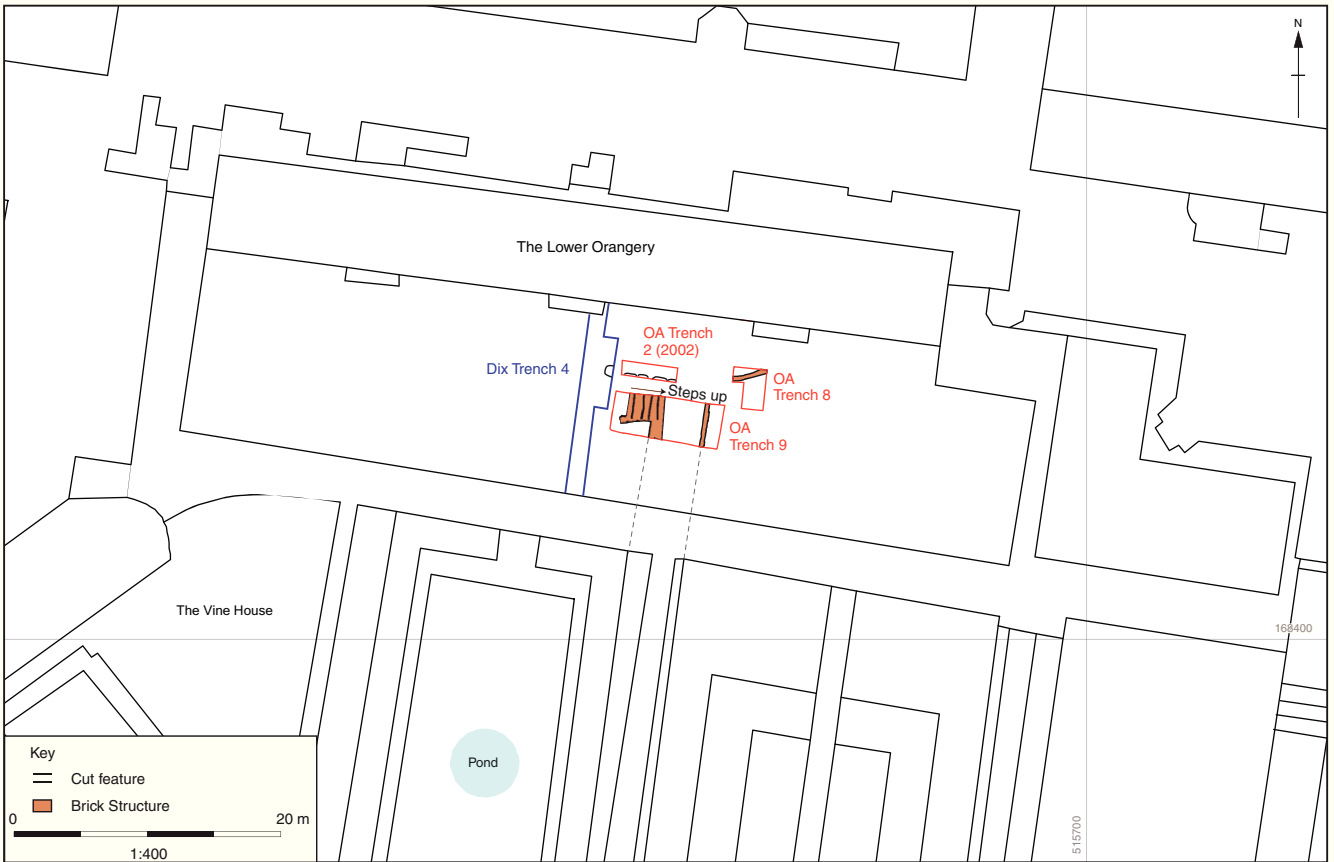 N
The Lower Orangery
OA Trench
2 (2002)
Dix Trench 4
Steps up
OA
Trench 8
OA
Trench 9
The Vine House
168400
515700
Pond
Key
Cut feature
Brick Structure
0
20 m
1:400